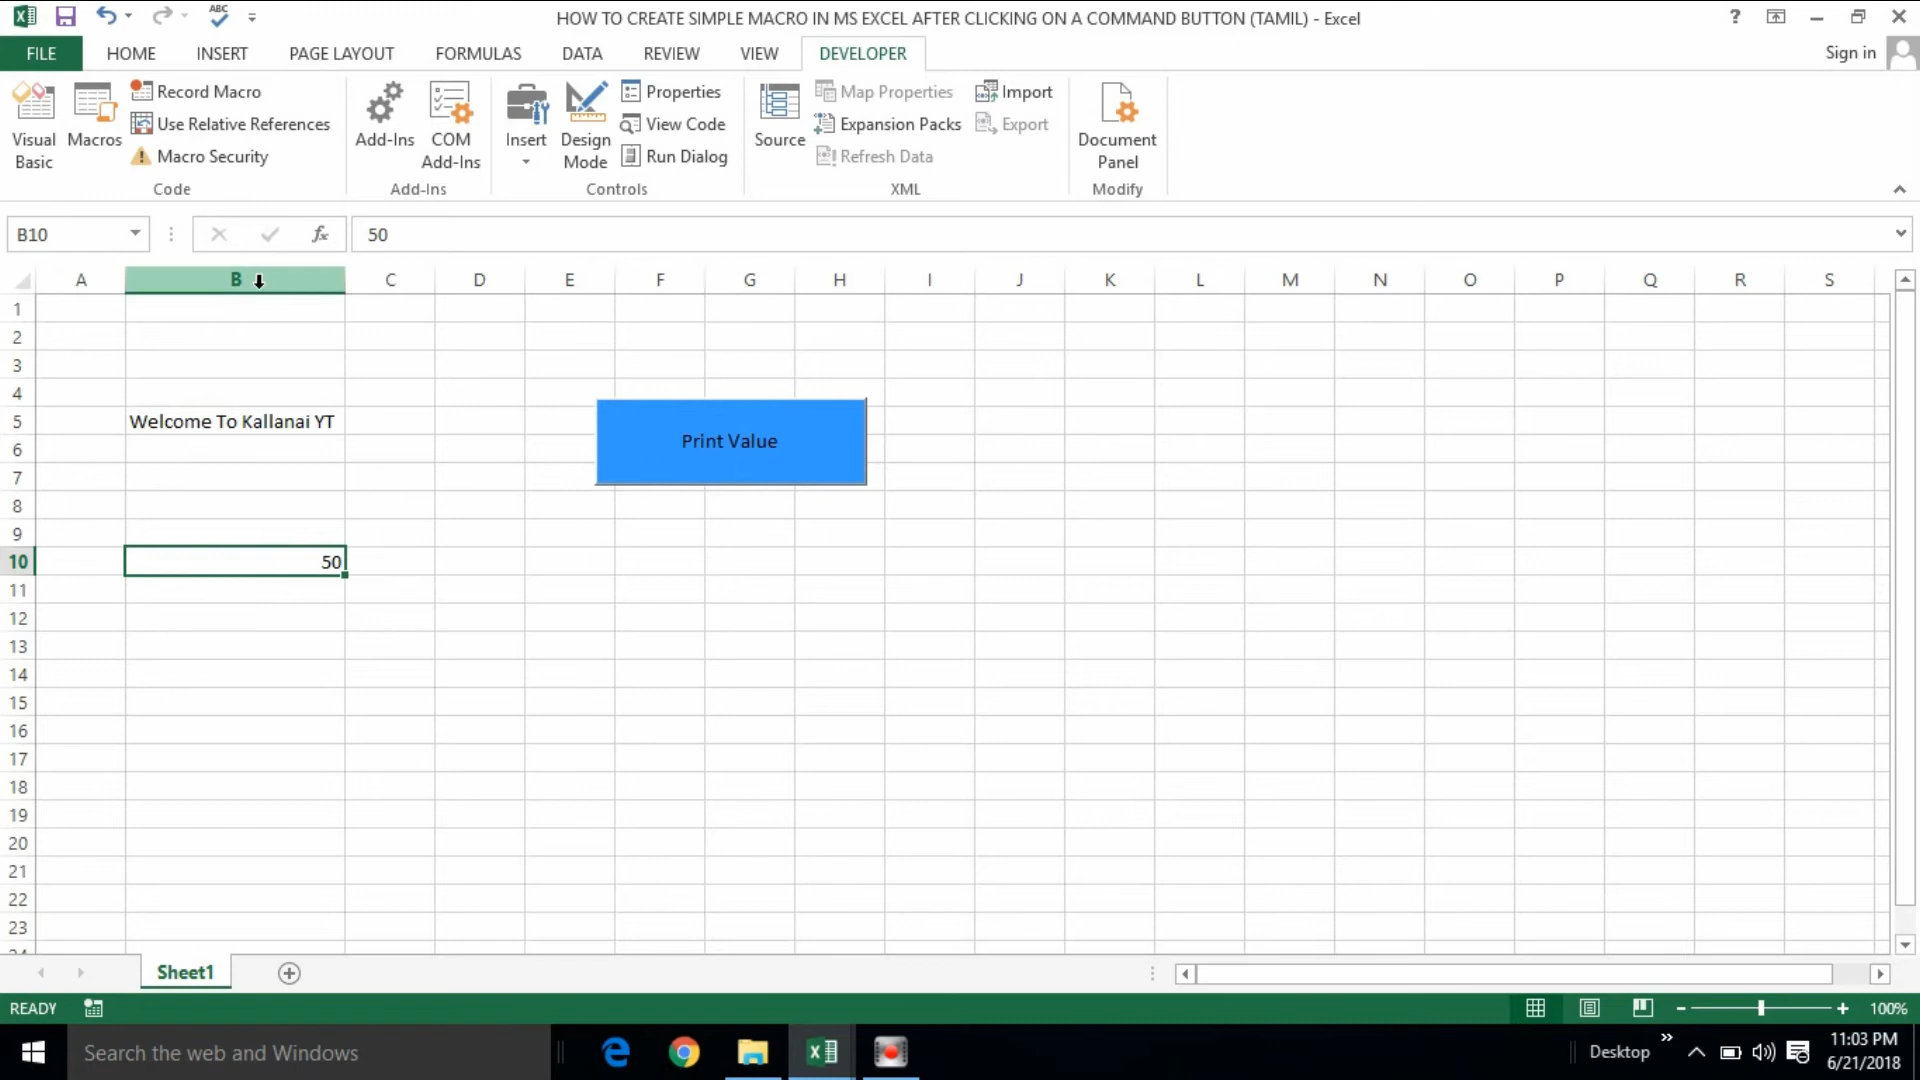 ABC
HOW TO CREATE SIMPLE MACRO IN MS EXCEL AFTER CLICKING ON A COMMAND BUTTON (TAMIL) - Excel
?
FILE HOME INSERT PAGE LAYOUT FORMULAS DATA REVIEW VIEW DEVELOPER Sign in
Visual Basic
Macros
Record Macro
Use Relative References
Macro Security
Code
Add-Ins
COM Add-Ins
Add-Ins
Insert
Design Mode
Properties
View Code
Run Dialog
Controls
Source
Map Properties
Expansion Packs
Refresh Data
Import
Export
XML
Document Panel
Modify
B10 fx 50
A B C D E F G H I J K L M N O P Q R S
1
2
3
4
5 Welcome To Kallanai YT
Print Value
6
7
8
9
10 50
11
12
13
14
15
16
17
18
19
20
21
22
23
24
Sheet1
READY 100%
Search the web and Windows
Desktop
11:03 PM
6/21/2018